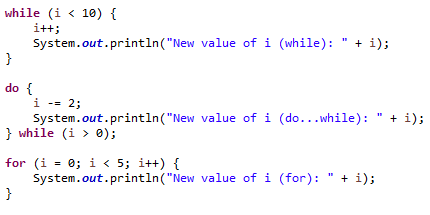 while (i < 10) {
    i++;
    System.out.println("New value of i (while): " + i);
}

do {
    i -= 2;
    System.out.println("New value of i (do...while): " + i);
} while (i > 0);

for (i = 0; i < 5; i++) {
    System.out.println("New value of i (for): " + i);
}